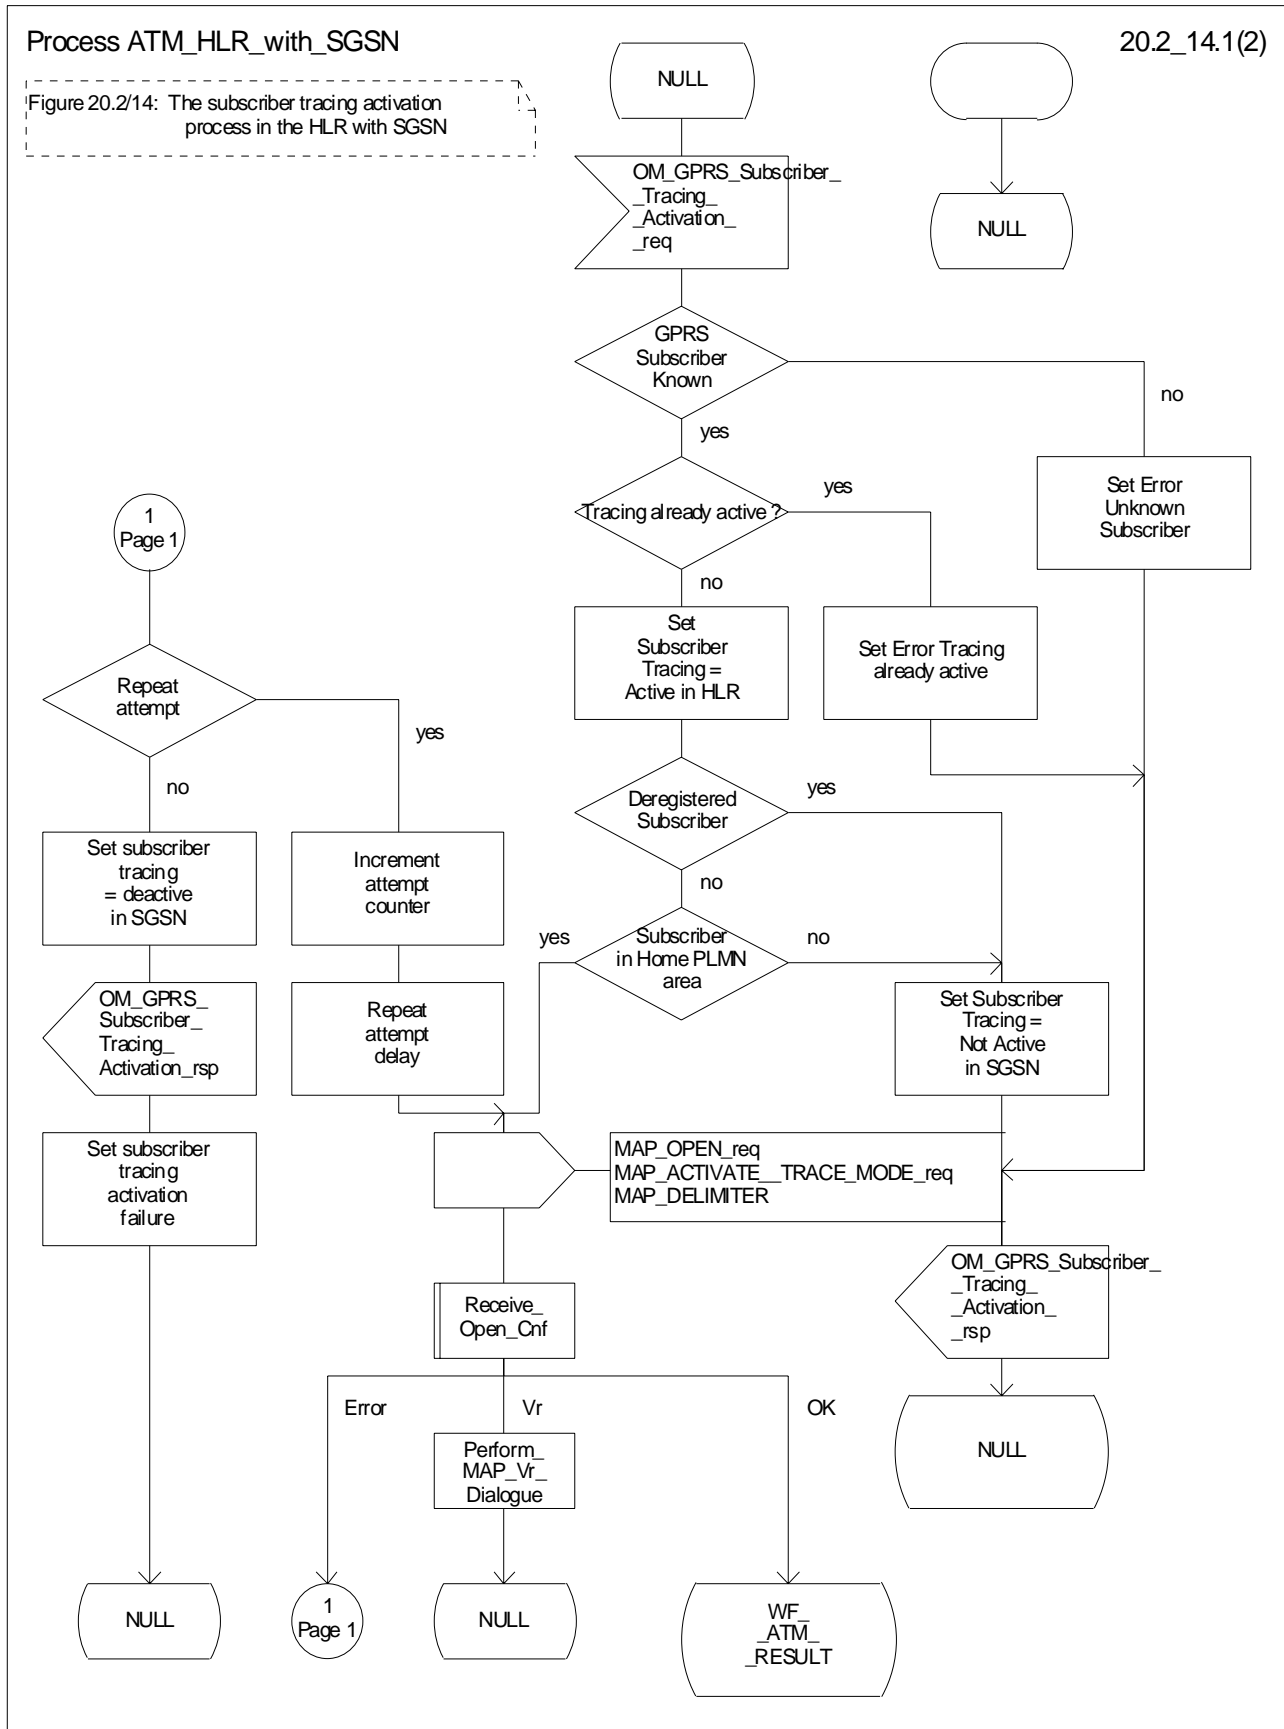 Process ATM_HLR_with_SGSN
20.2_14.1(2)
Figure 20.2/14: The subscriber tracing activation
process in the HLR with SGSN
NULL
OM_GPRS_Subscriber_
_Tracing_
_Activation_
_req
NULL
GPRS
Subscriber
Known
no
yes
Tracing already active ?
yes
Set Error
Unknown
Subscriber
1
Page 1
no
Set
Subscriber
Tracing =
Active in HLR
Set Error Tracing
already active
Repeat
attempt
yes
no
Deregistered
Subscriber
yes
no
Set subscriber
tracing
= deactive
in SGSN
Increment
attempt
counter
yes
Subscriber
in Home PLMN
area
no
OM_GPRS_
Subscriber_
Tracing_
Activation_rsp
Repeat
attempt
delay
Set Subscriber
Tracing =
Not Active
in SGSN
Set subscriber
tracing
activation
failure
MAP_OPEN_req
MAP_ACTIVATE__TRACE_MODE_req
MAP_DELIMITER
OM_GPRS_Subscriber_
_Tracing_
_Activation_
_rsp
Receive_
Open_Cnf
Error
Vr
OK
NULL
Perform_
MAP_Vr_
Dialogue
NULL
1
Page 1
NULL
WF_
_ATM_
_RESULT